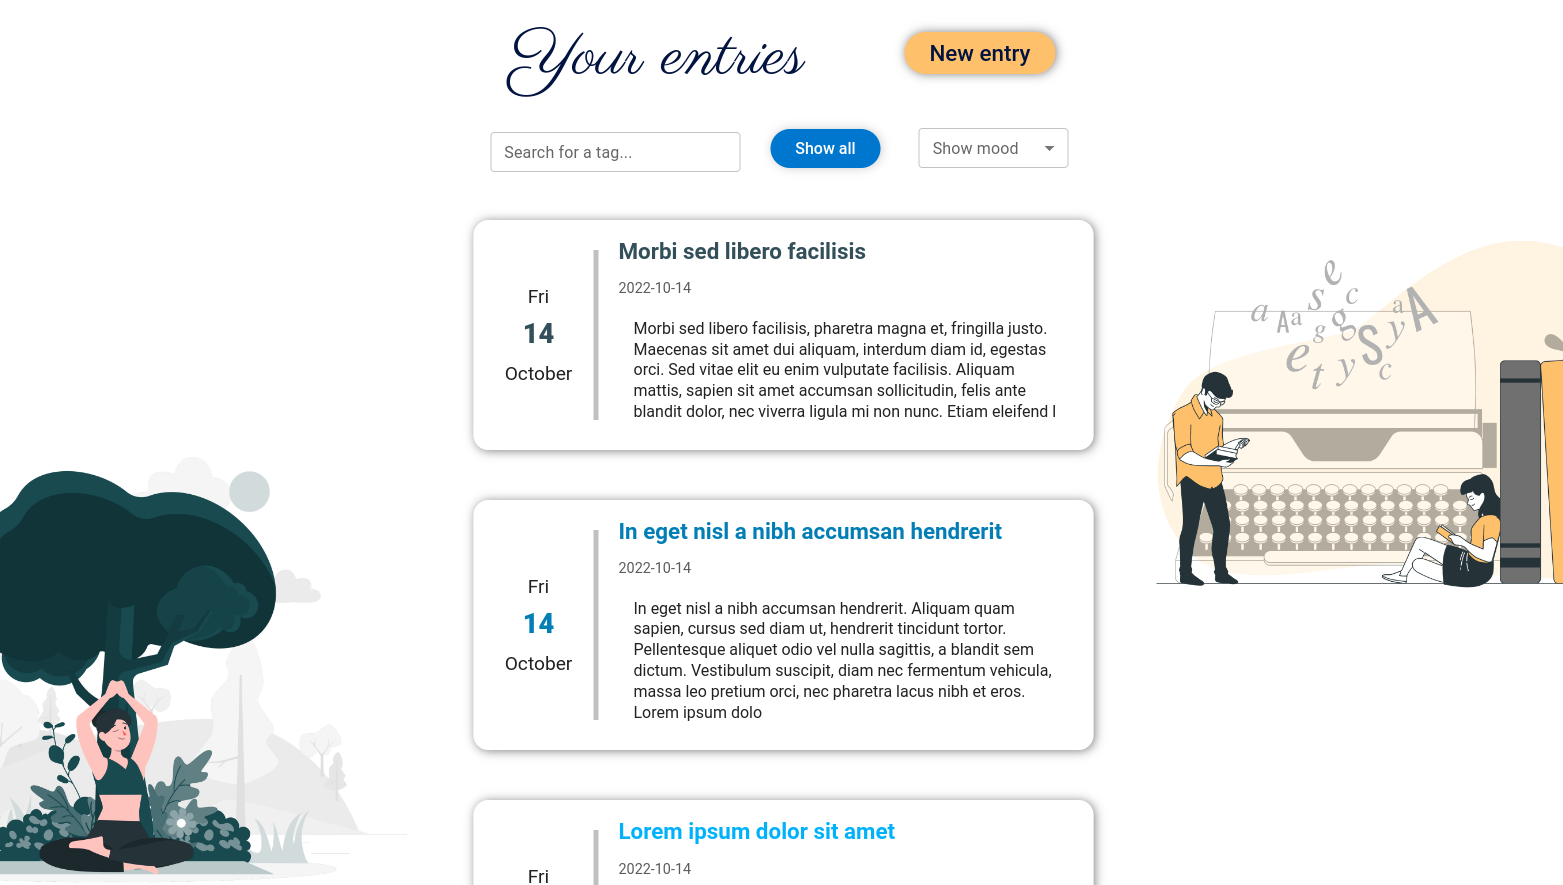 Your entries
New entry
Search for a tag...
Show all
Show mood
Morbi sed libero facilisis
2022-10-14
Fri
14
October
Morbi sed libero facilisis, pharetra magna et, fringilla justo.
Maecenas sit amet dui aliquam, interdum diam id, egestas
orci. Sed vitae elit eu enim vulputate facilisis. Aliquam
mattis, sapien sit amet accumsan sollicitudin, felis ante
blandit dolor, nec viverra ligula mi non nunc. Etiam eleifend l
In eget nisl a nibh accumsan hendrerit
2022-10-14
Fri
14
October
In eget nisl a nibh accumsan hendrerit. Aliquam quam
sapien, cursus sed diam ut, hendrerit tincidunt tortor.
Pellentesque aliquet odio vel nulla sagittis, a blandit sem
dictum. Vestibulum suscipit, diam nec fermentum vehicula,
massa leo pretium orci, nec pharetra lacus nibh et eros.
Lorem ipsum dolo
Lorem ipsum dolor sit amet
2022-10-14
Fri
e
s c
a A a g g a A
e t y S y c